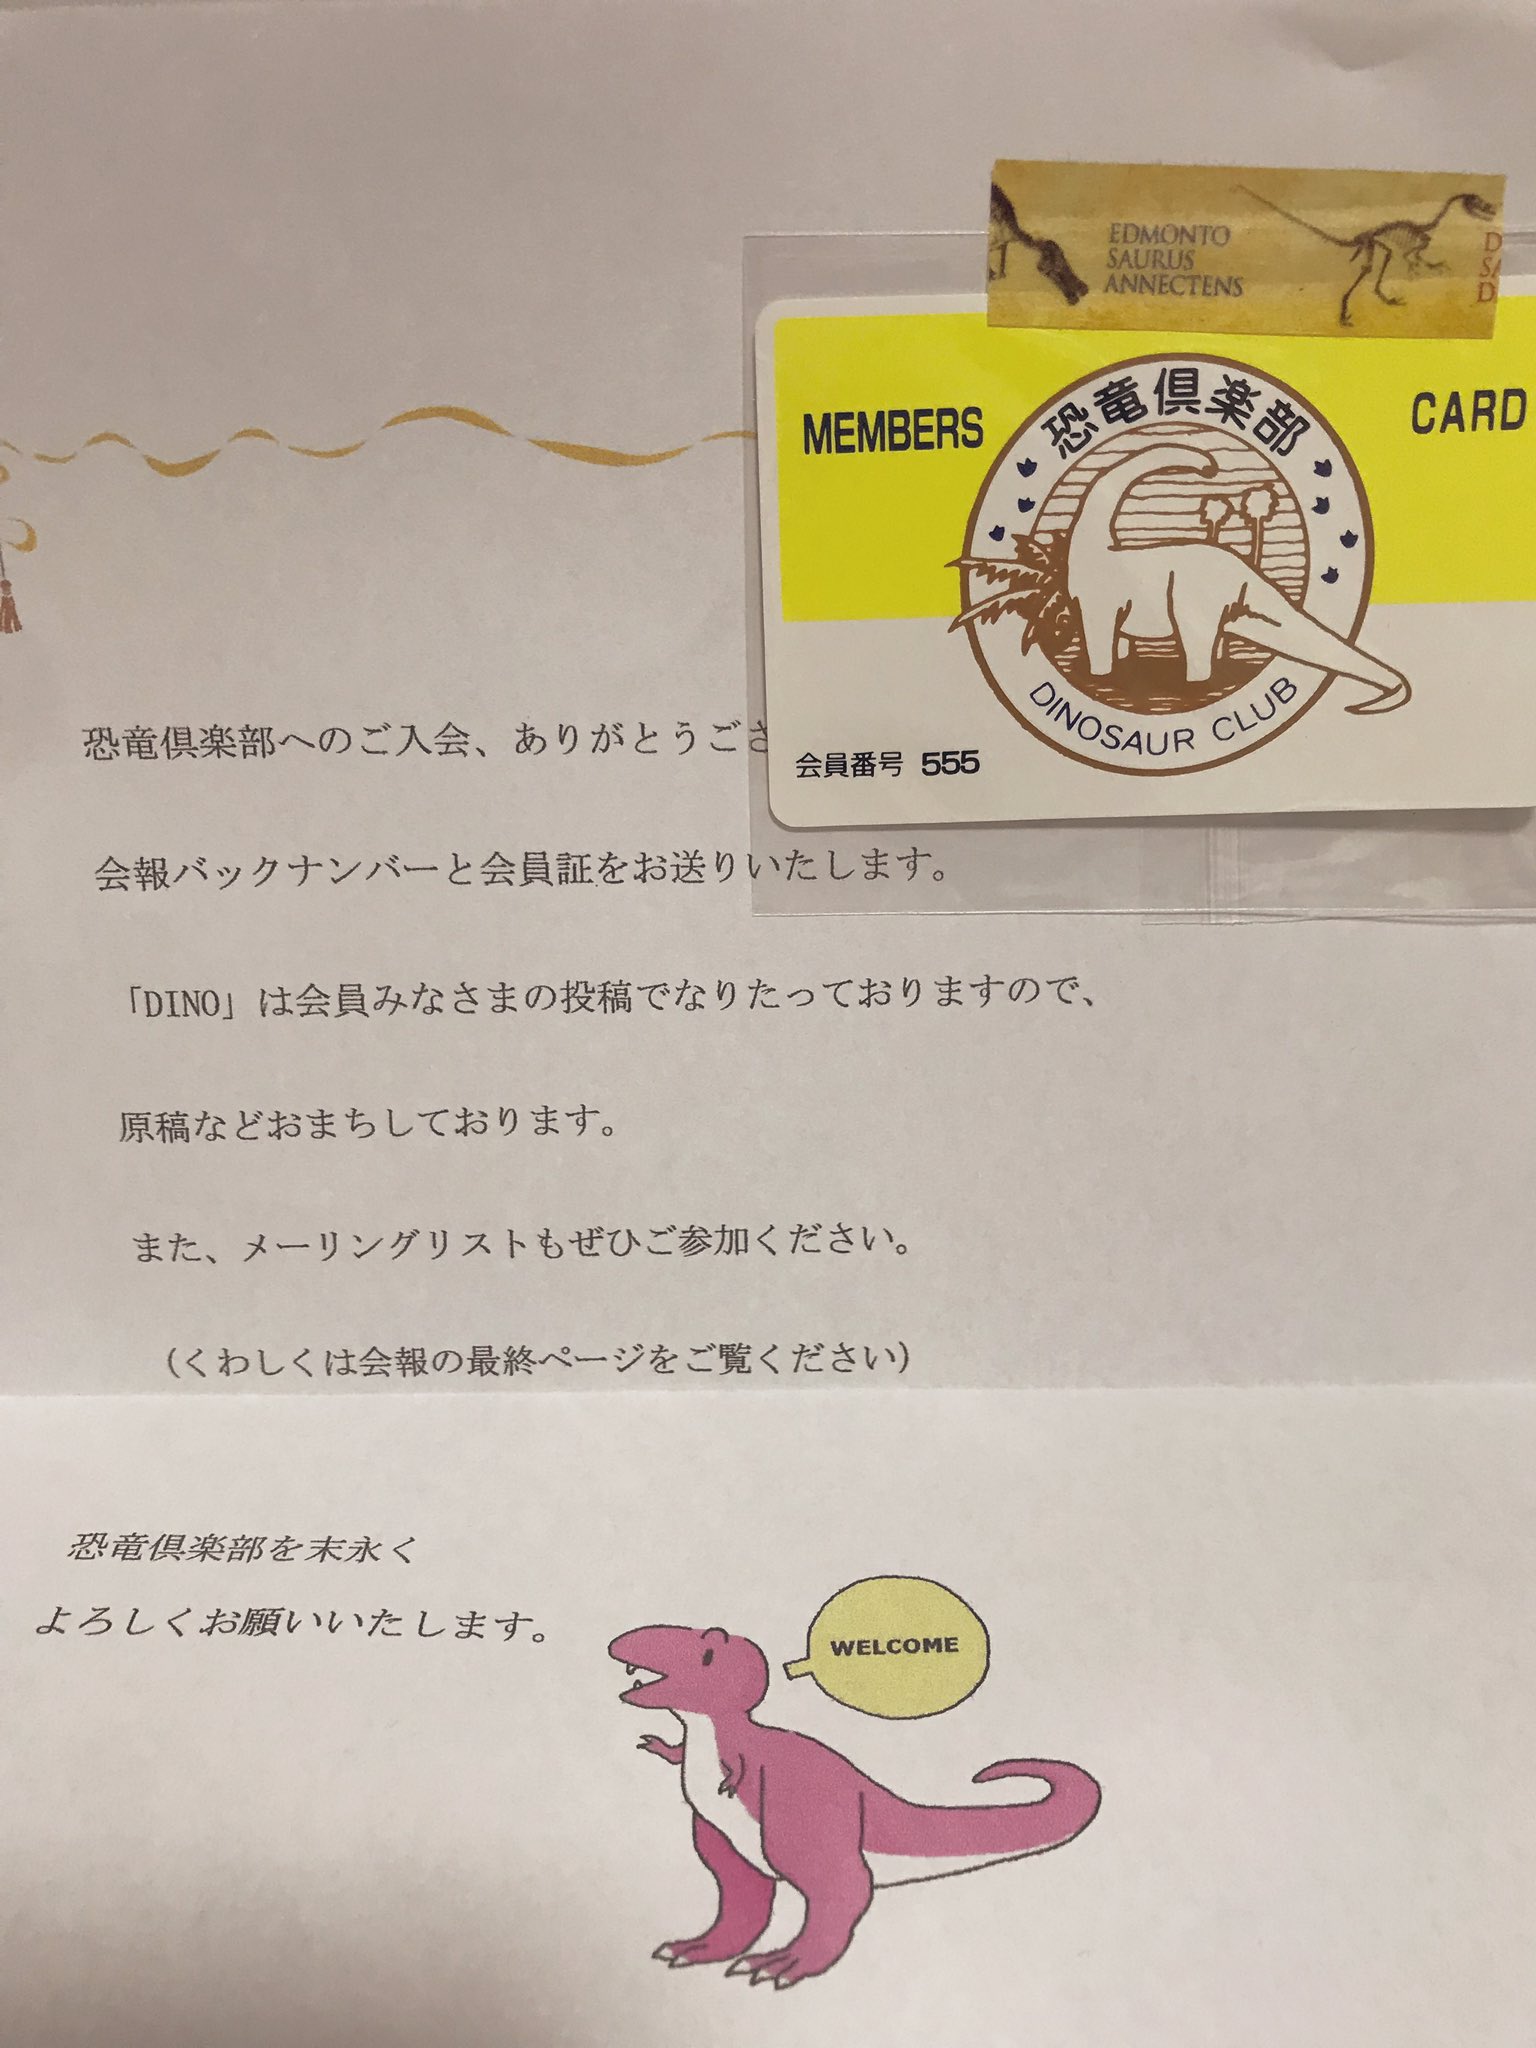 EDMONTO
SAURUS
ANNECTENS
MEMBERS
CARD
恐竜倶楽部
DINOSAUR CLUB
会員番号 555
恐竜倶楽部へのご入会、ありがとうござ
会報バックナンバーと会員証をお送りいたします。
「DINO」は会員みなさまの投稿でなりたっておりますので、
原稿などおまちしております。
また、メーリングリストもぜひご参加ください。
(くわしくは会報の最終ページをご覧ください)
恐竜倶楽部を末永く
よろしくお願いいたします。
WELCOME